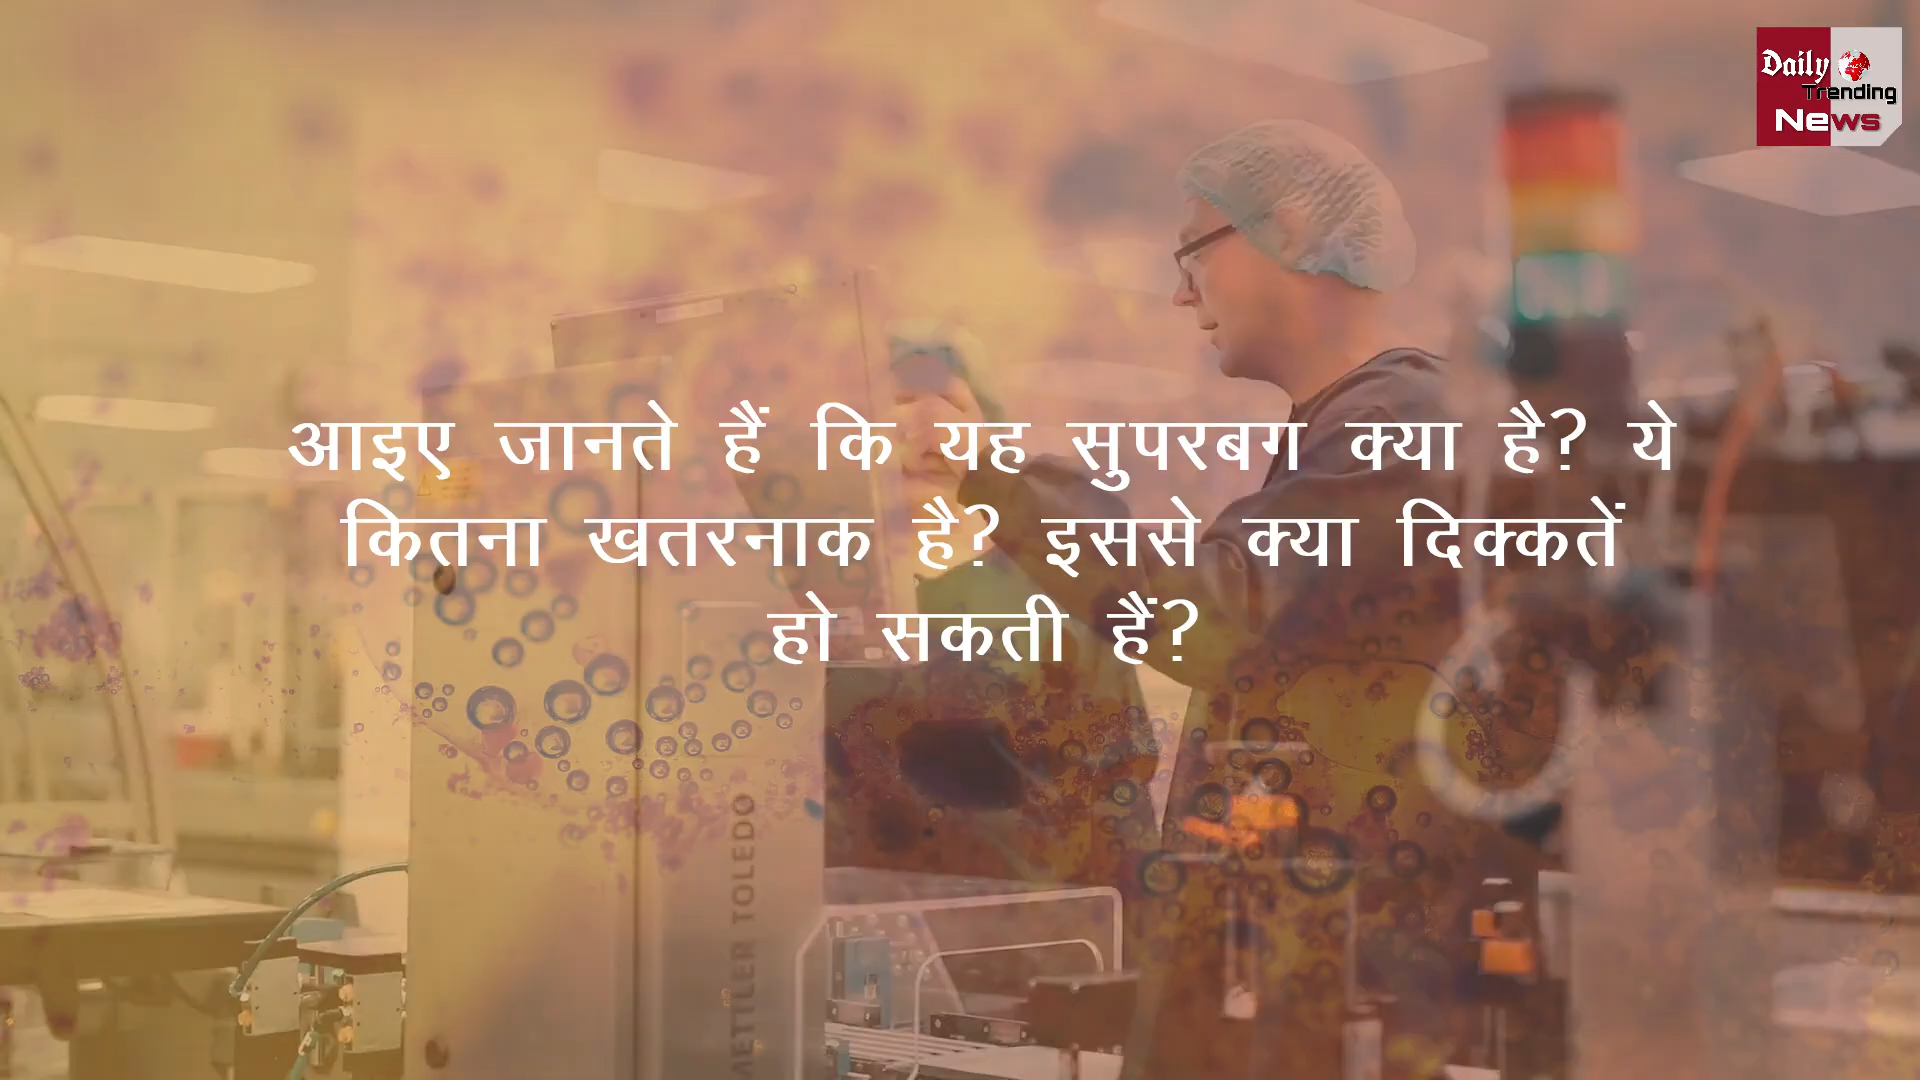 Daily
Trending
News
आइए जानते हैं कि यह सुपरबग क्या है? ये
कितना खतरनाक है? इससे क्या दिक्कतें
हो सकती हैं?
METTLER TOLEDO